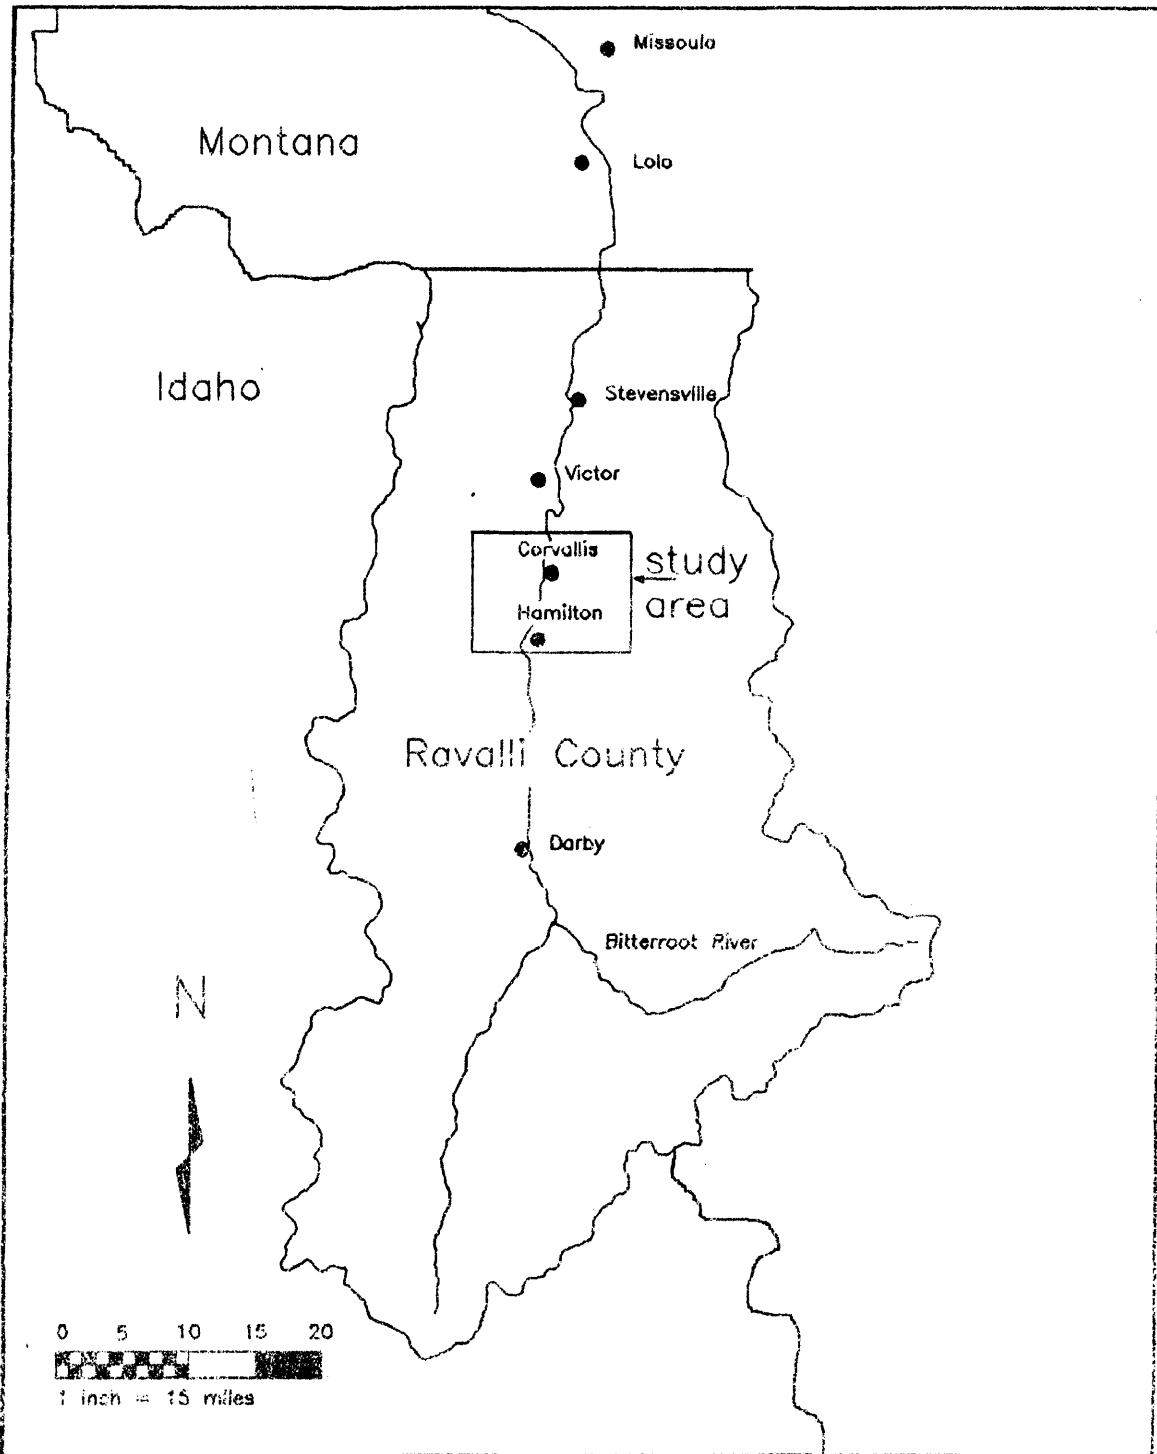 Missoula
Montana
Lolo
Idaho
Stevensville
Victor
Corvallis
study
area
Hamilton
Ravalli County
Darby
Bitterroot River
N
0 5 10 15 20
1 inch = 15 miles